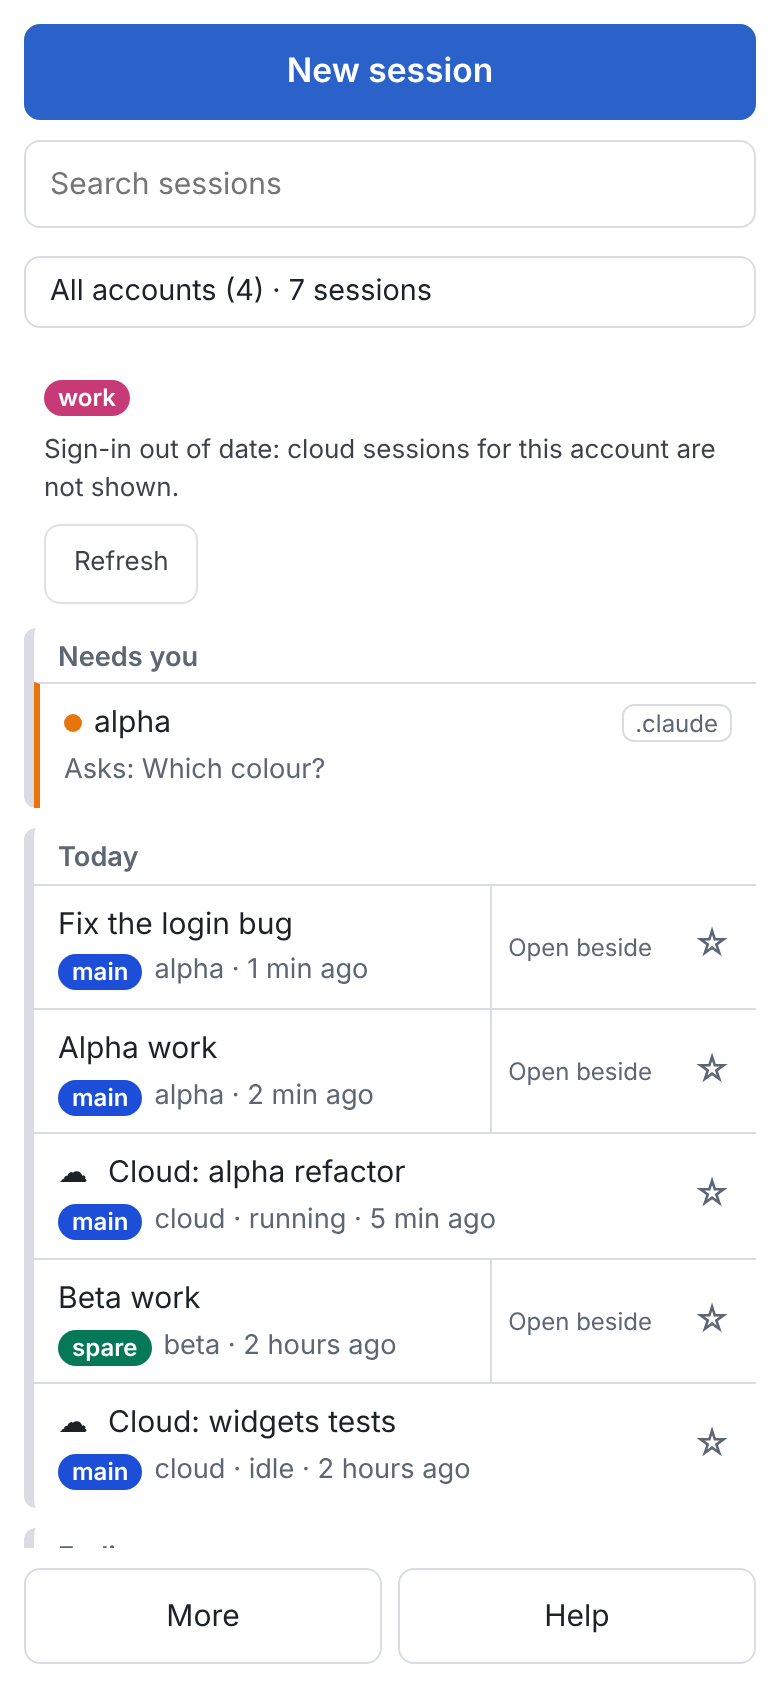 New session
Search sessions
All accounts (4) · 7 sessions
work
Sign-in out of date: cloud sessions for this account are
not shown.
Refresh
Needs you
alpha .claude
Asks: Which colour?
Today
Fix the login bug
main alpha · 1 min ago Open beside
Alpha work
main alpha · 2 min ago Open beside
Cloud: alpha refactor
main cloud · running · 5 min ago
Beta work
spare beta · 2 hours ago Open beside
Cloud: widgets tests
main cloud · idle · 2 hours ago
More Help